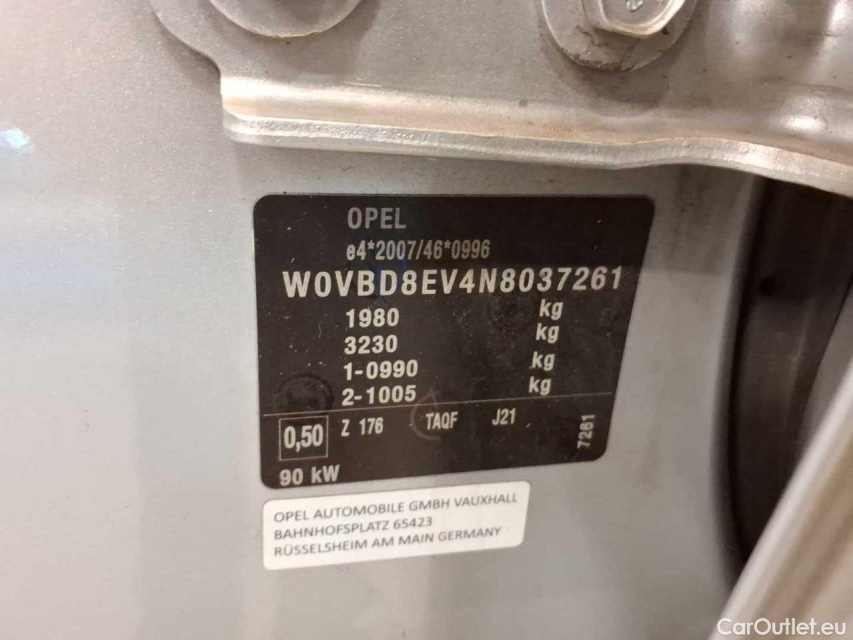 OPEL
e4*2007/46*0996
W0VBD8EV4N8037261
1980 kg
3230 kg
1-0990 kg
2-1005 kg
0,50 Z 176 TAQF J21 7261
90 kW
OPEL AUTOMOBILE GMBH VAUXHALL
BAHNHOFSPLATZ 65423
RÜSSELSHEIM AM MAIN GERMANY
CarOutlet.eu